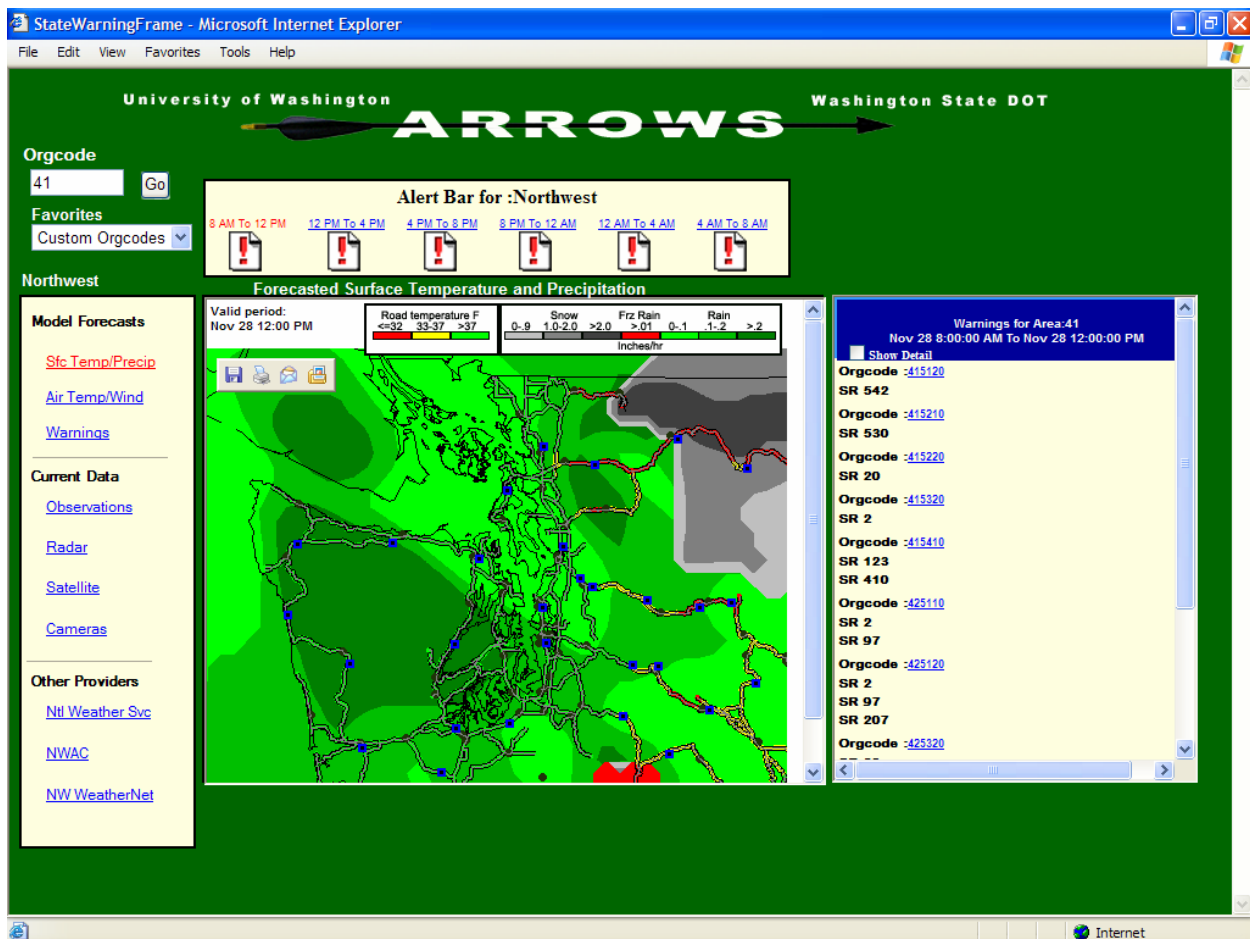 StateWarningFrame - Microsoft Internet Explorer
File Edit View Favorites Tools Help
University of Washington
ARROWS
Washington State DOT
Orgcode
41
Go
Favorites
Custom Orgcodes
Northwest
Alert Bar for :Northwest
8 AM To 12 PM 12 PM To 4 PM 4 PM To 8 PM 8 PM To 12 AM 12 AM To 4 AM 4 AM To 8 AM
Forecasted Surface Temperature and Precipitation
Model Forecasts
Sfc Temp/Precip
Air Temp/Wind
Warnings
Current Data
Observations
Radar
Satellite
Cameras
Other Providers
Ntl Weather Svc
NWAC
NW WeatherNet
Valid period:
Nov 28 12:00 PM
Road temperature F
<=32 33-37 >37
Snow Frz Rain Rain
0-.9 1.0-2.0 >2.0 >.01 0-.1 .1-.2 >.2
Inches/hr
Warnings for Area:41
Nov 28 8:00:00 AM To Nov 28 12:00:00 PM
Show Detail
Orgcode :415120
SR 542
Orgcode :415210
SR 530
Orgcode :415220
SR 20
Orgcode :415320
SR 2
Orgcode :415410
SR 123
SR 410
Orgcode :425110
SR 2
SR 97
Orgcode :425120
SR 2
SR 97
SR 207
Orgcode :425320
Internet